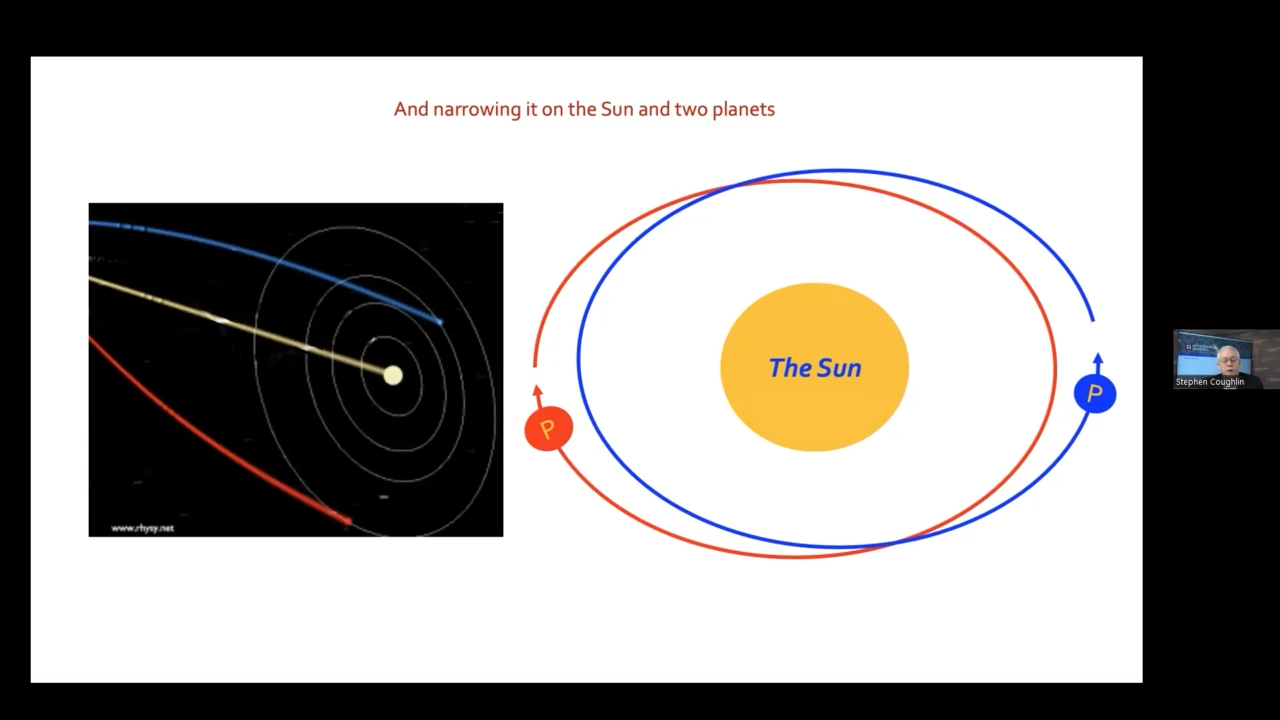 And narrowing it on the Sun and two planets
The Sun
P
P
www.rhysy.net
Stephen Coughlin